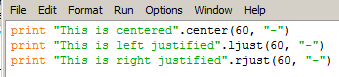 File Edit Format Run Options Window Help
print "This is centered".center(60, "-")
print "This is left justified".ljust(60, "-")
print "This is right justified".rjust(60, "-")